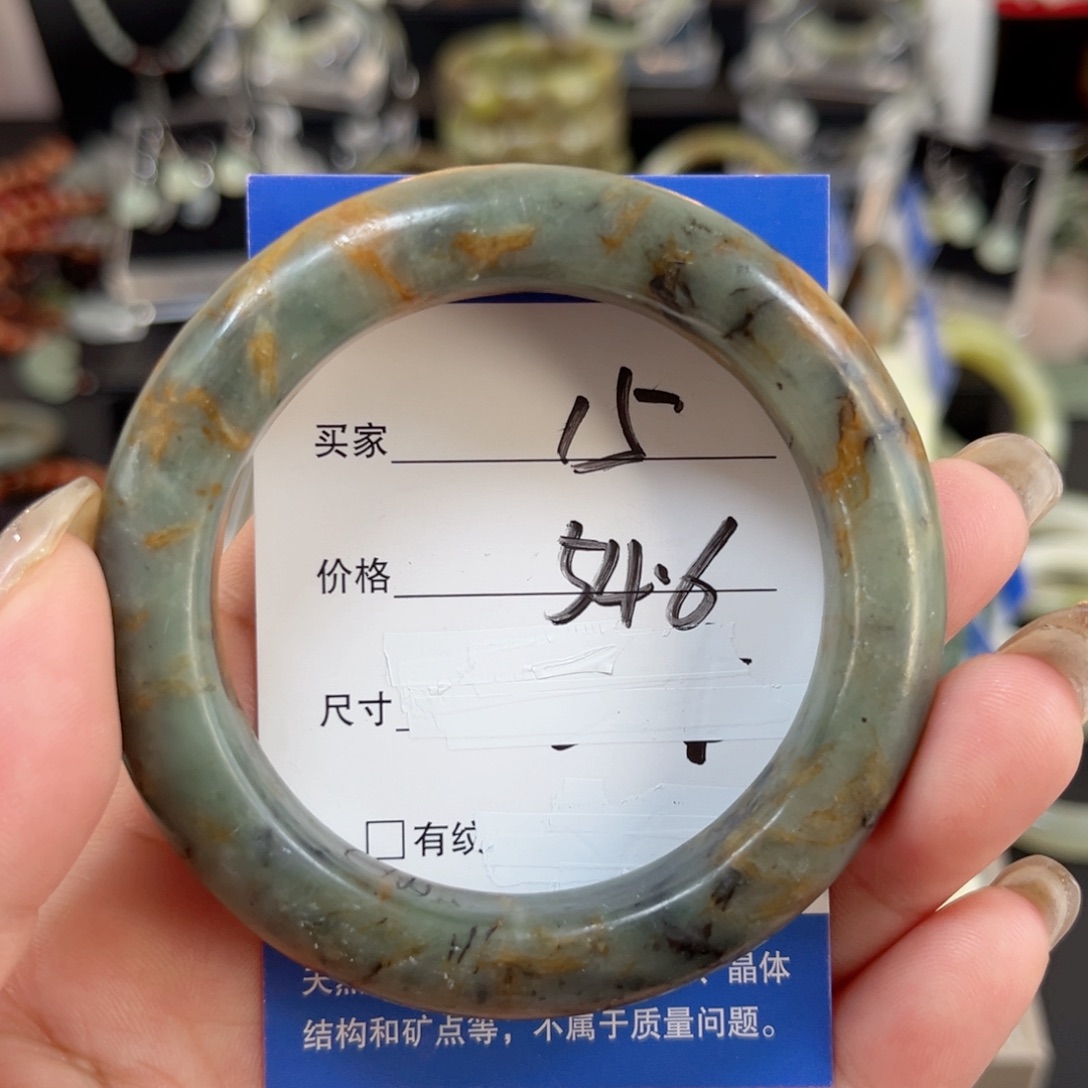 买家 15
价格 54.6
尺寸
有纹
晶体
结构和矿点等，不属于质量问题。